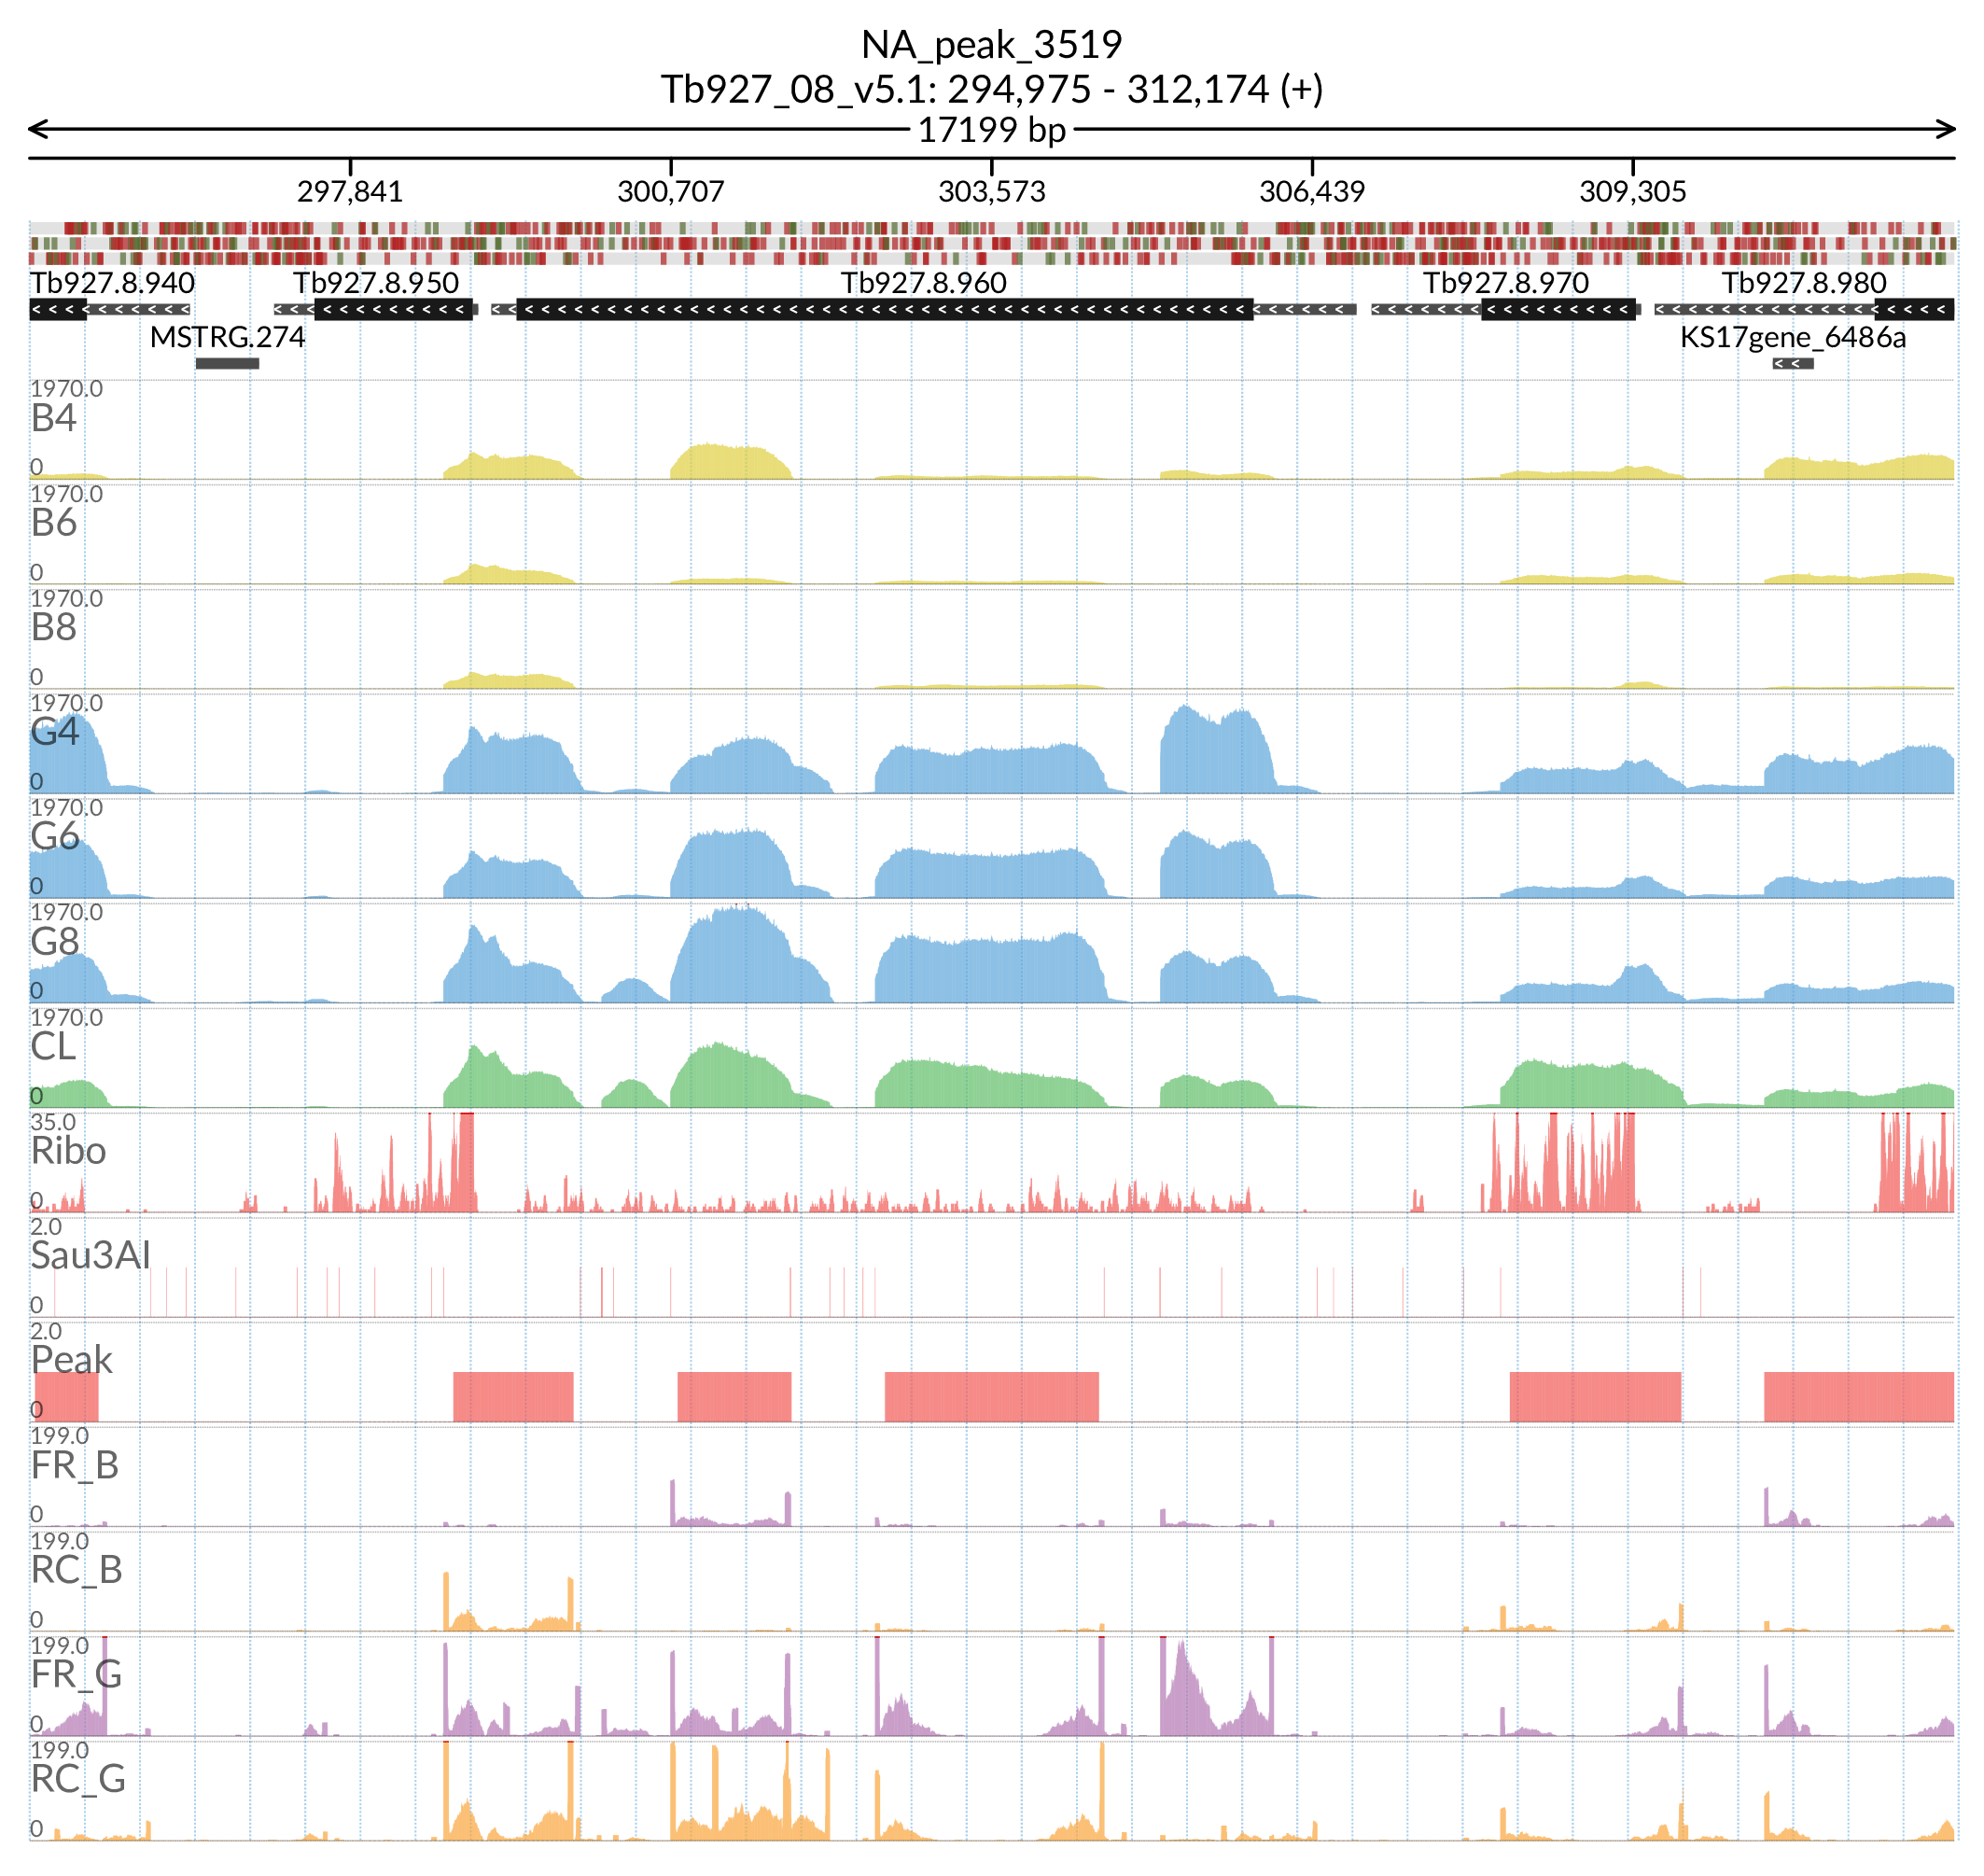 NA_peak_3519
Tb927_08_v5.1: 294,975 - 312,174 (+)
17199 bp
297,841 300,707 303,573 306,439 309,305
Tb927.8.940 Tb927.8.950 Tb927.8.960 Tb927.8.970 Tb927.8.980
MSTRG.274 KS17gene_6486a
1970.0
B4
0
1970.0
B6
0
1970.0
B8
0
1970.0
G4
0
1970.0
G6
0
1970.0
G8
0
1970.0
CL
0
35.0
Ribo
0
2.0
Sau3AI
0
2.0
Peak
0
199.0
FR_B
0
199.0
RC_B
0
199.0
FR_G
0
199.0
RC_G
0